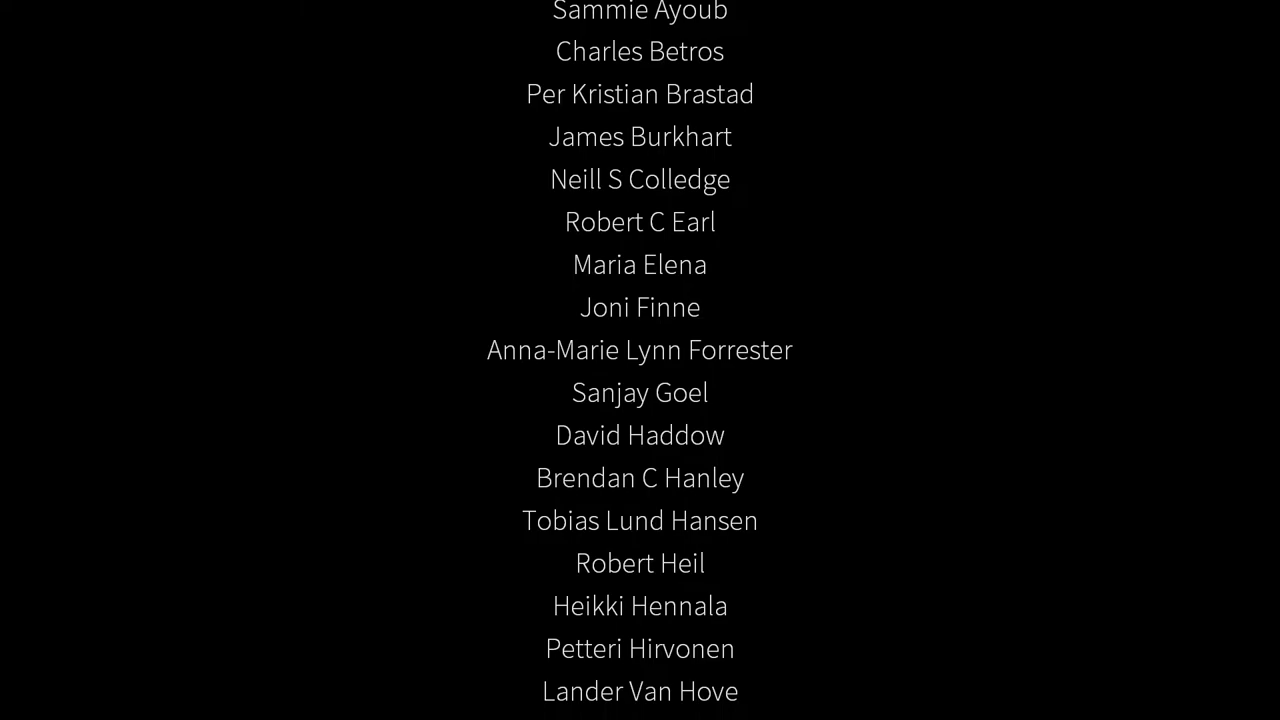 Sammie Ayoub
Charles Betros
Per Kristian Brastad
James Burkhart
Neill S Colledge
Robert C Earl
Maria Elena
Joni Finne
Anna-Marie Lynn Forrester
Sanjay Goel
David Haddow
Brendan C Hanley
Tobias Lund Hansen
Robert Heil
Heikki Hennala
Petteri Hirvonen
Lander Van Hove